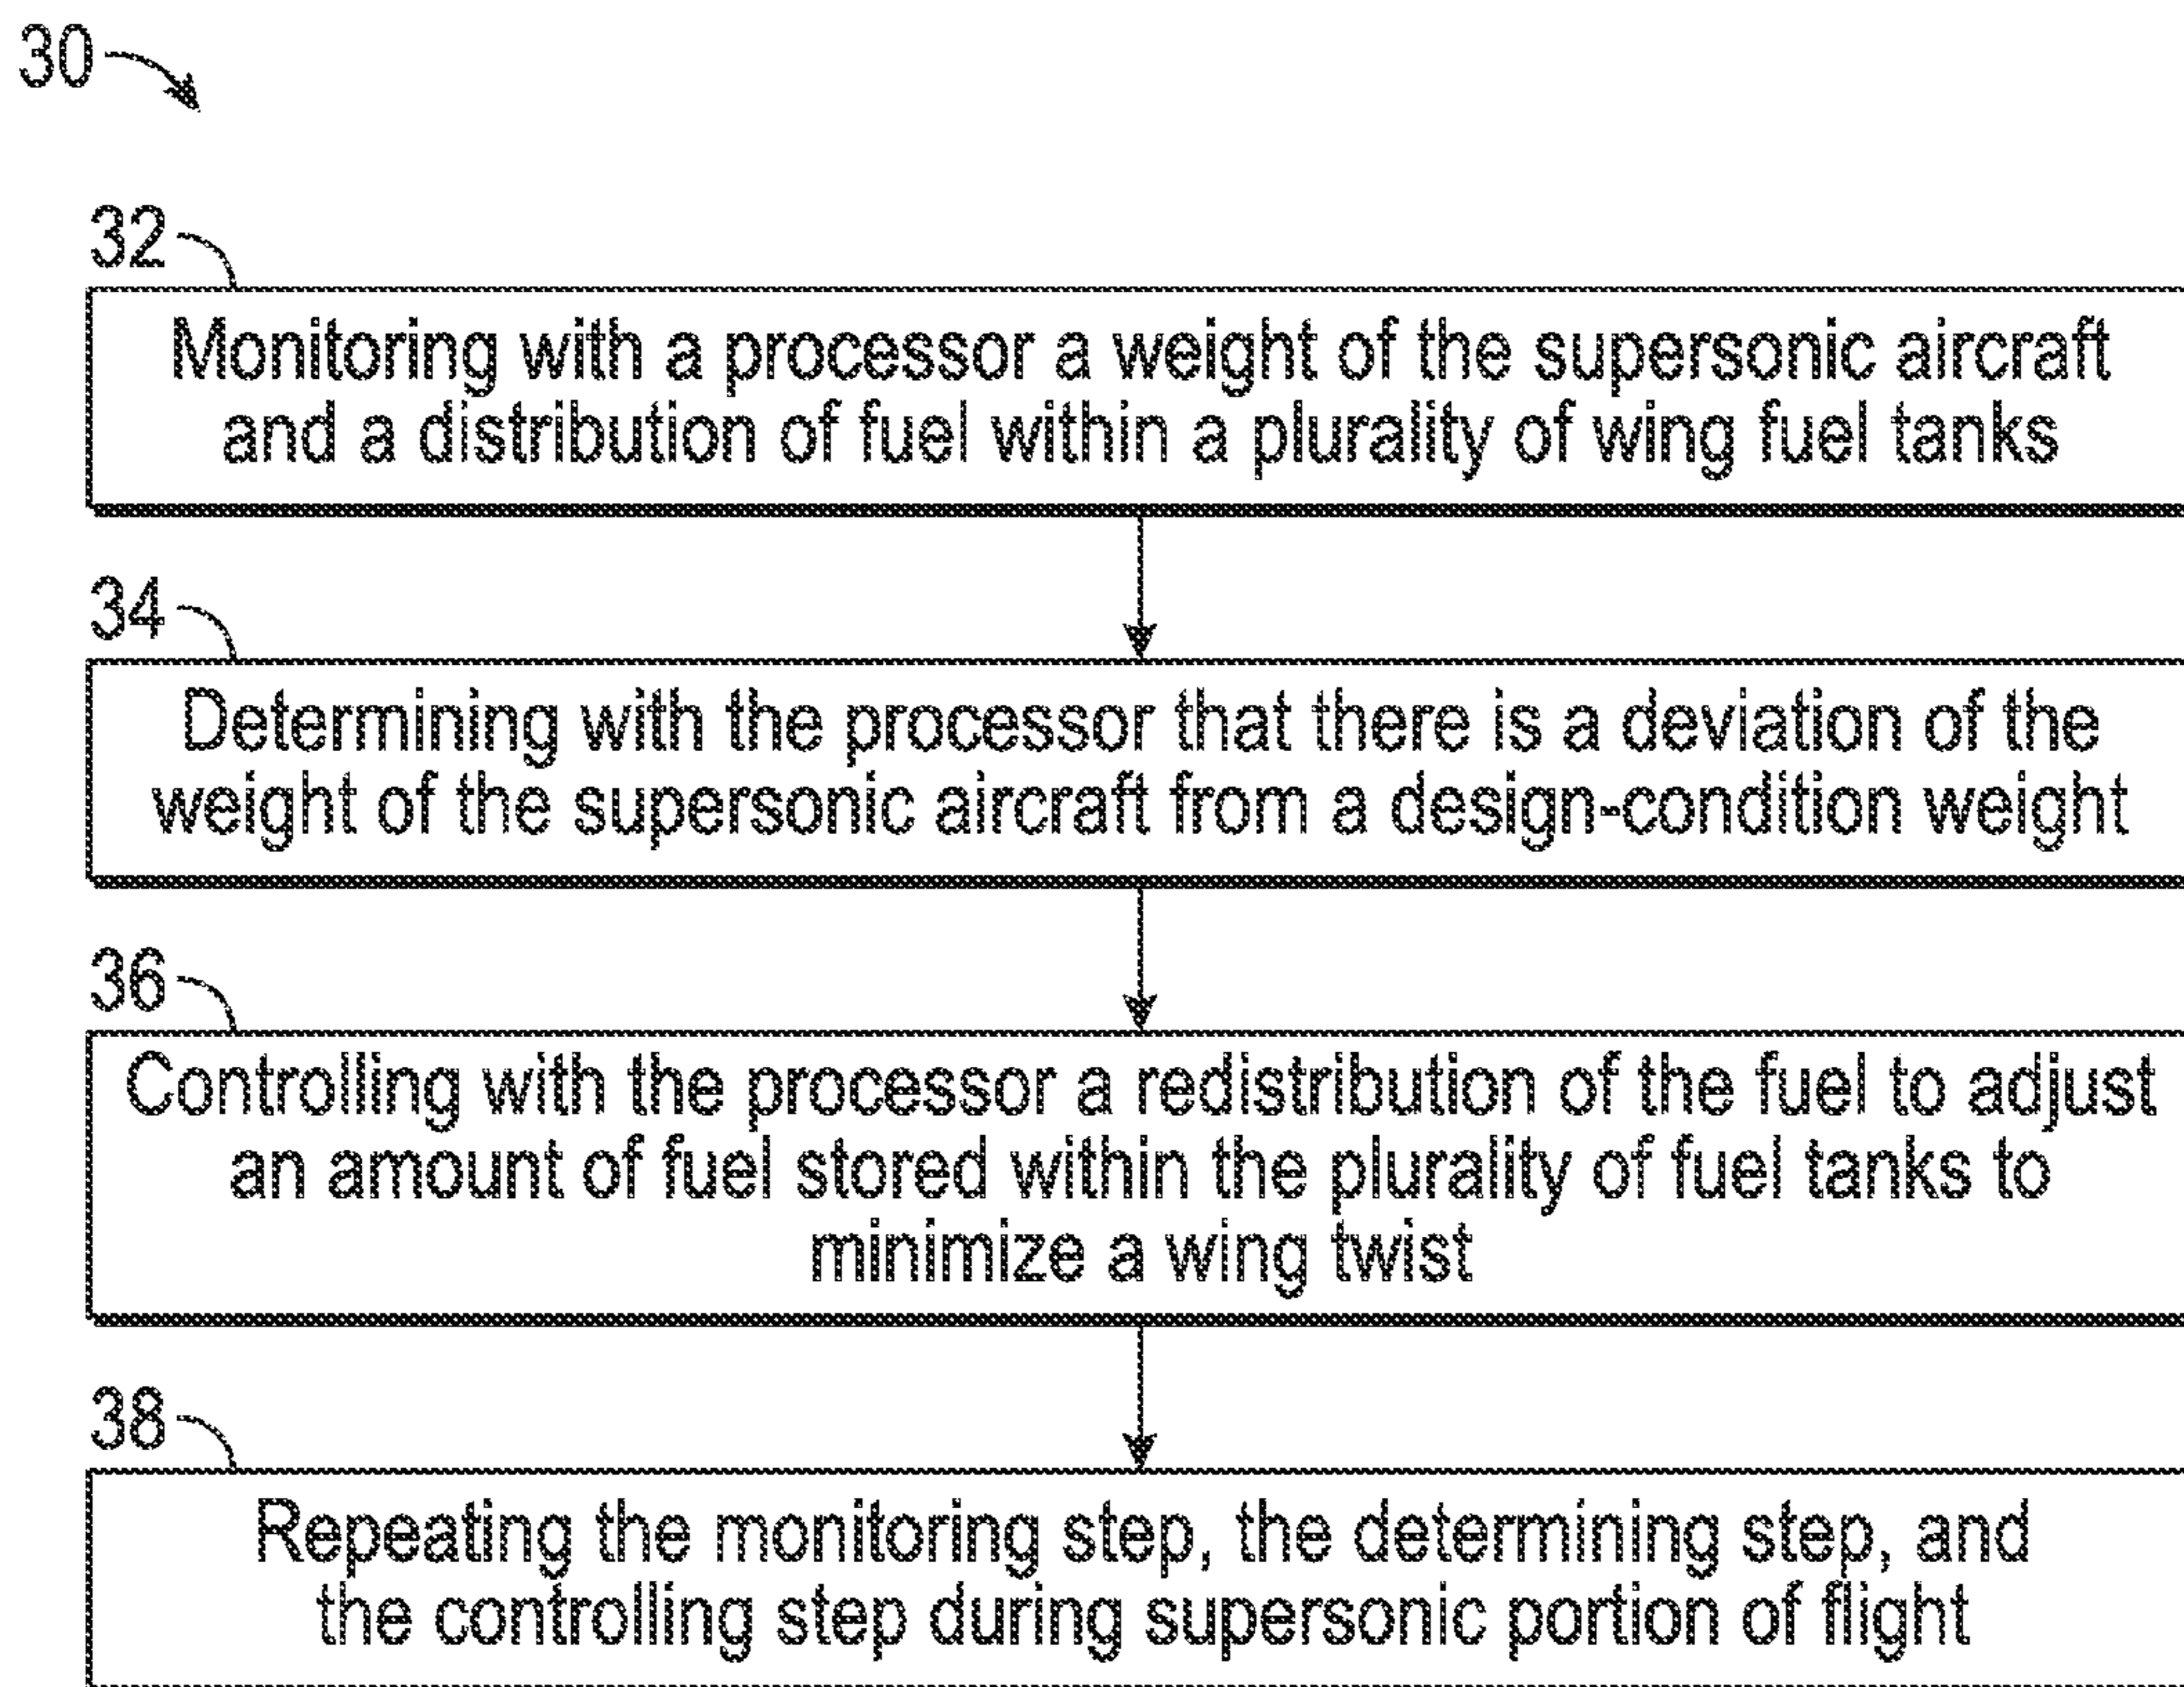 30
32
Monitoring with a processor a weight of the supersonic aircraft
and a distribution of fuel within a plurality of wing fuel tanks
34
Determining with the processor that there is a deviation of the
weight of the supersonic aircraft from a design-condition weight
36
Controlling with the processor a redistribution of the fuel to adjust
an amount of fuel stored within the plurality of fuel tanks to
minimize a wing twist
38
Repeating the monitoring step, the determining step, and
the controlling step during supersonic portion of flight